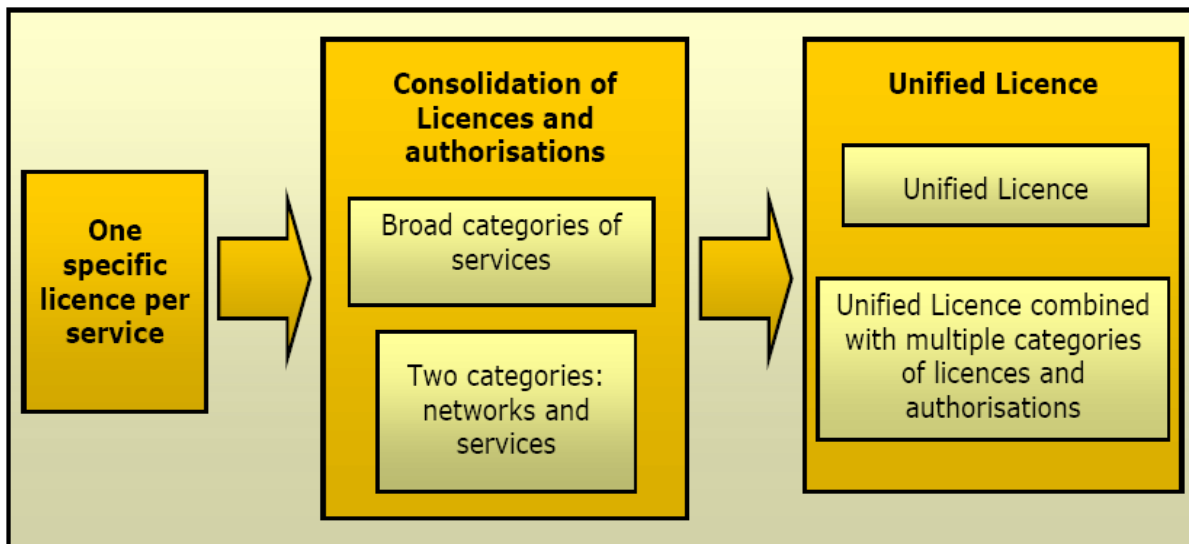 One
specific
licence per
service
Consolidation of
Licences and
authorisations
Broad categories of
services
Two categories:
networks and
services
Unified Licence
Unified Licence
Unified Licence combined
with multiple categories
of licences and
authorisations